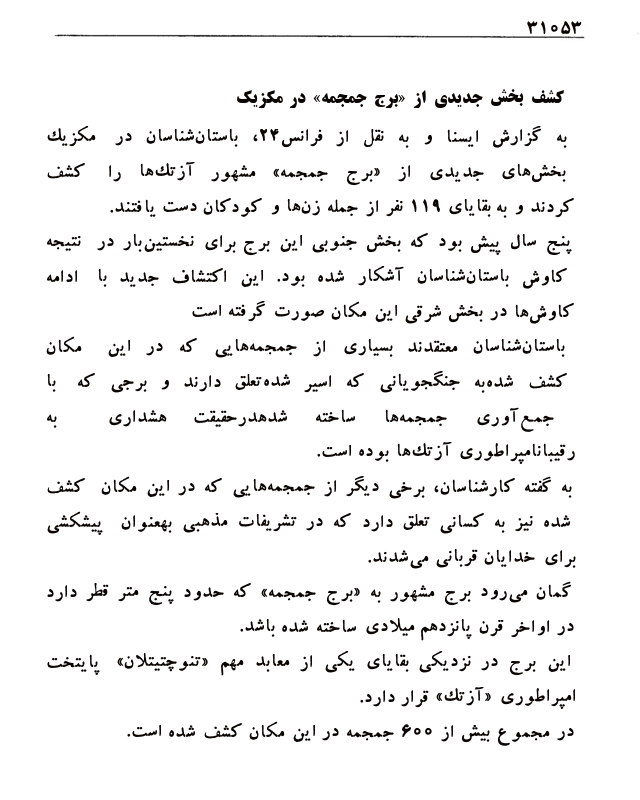 ۳۱۰۵۳
کشف بخش جدیدی از «برج جمجمه» در مکزیک
به گزارش ایسنا و به نقل از فرانس۲۴، باستان‌شناسان در مکزیك
بخش‌های جدیدی از «برج جمجمه» مشهور آزتك‌ها را کشف
کردند و به بقایای ۱۱۹ نفر از جمله زن‌ها و کودکان دست یافتند.
پنج سال پیش بود که بخش جنوبی این برج برای نخستین‌بار در نتیجه
کاوش باستان‌شناسان آشکار شده بود. این اکتشاف جدید با ادامه
کاوش‌ها در بخش شرقی این مکان صورت گرفته است
باستان‌شناسان معتقدند بسیاری از جمجمه‌هایی که در این مکان
کشف شده‌به جنگجویانی که اسیر شده‌تعلق دارند و برجی که با
جمع‌آوری جمجمه‌ها ساخته شده‌درحقیقت هشداری به
رقیبانامپراطوری آزتك‌ها بوده است.
به گفته کارشناسان، برخی دیگر از جمجمه‌هایی که در این مکان کشف
شده نیز به کسانی تعلق دارد که در تشریفات مذهبی بهعنوان پیشکشی
برای خدایان قربانی می‌شدند.
گمان می‌رود برج مشهور به «برج جمجمه» که حدود پنج متر قطر دارد
در اواخر قرن پانزدهم میلادی ساخته شده باشد.
این برج در نزدیکی بقایای یکی از معابد مهم «تنوچتیتلان» پایتخت
امپراطوری «آزتك» قرار دارد.
در مجموع بیش از ۶۰۰ جمجمه در این مکان کشف شده است.